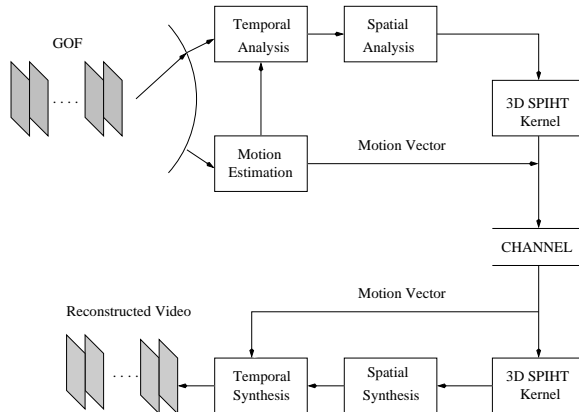 GOF
Temporal
Analysis
Spatial
Analysis
3D SPIHT
Kernel
Motion
Estimation
Motion Vector
CHANNEL
Motion Vector
Reconstructed Video
Temporal
Synthesis
Spatial
Synthesis
3D SPIHT
Kernel